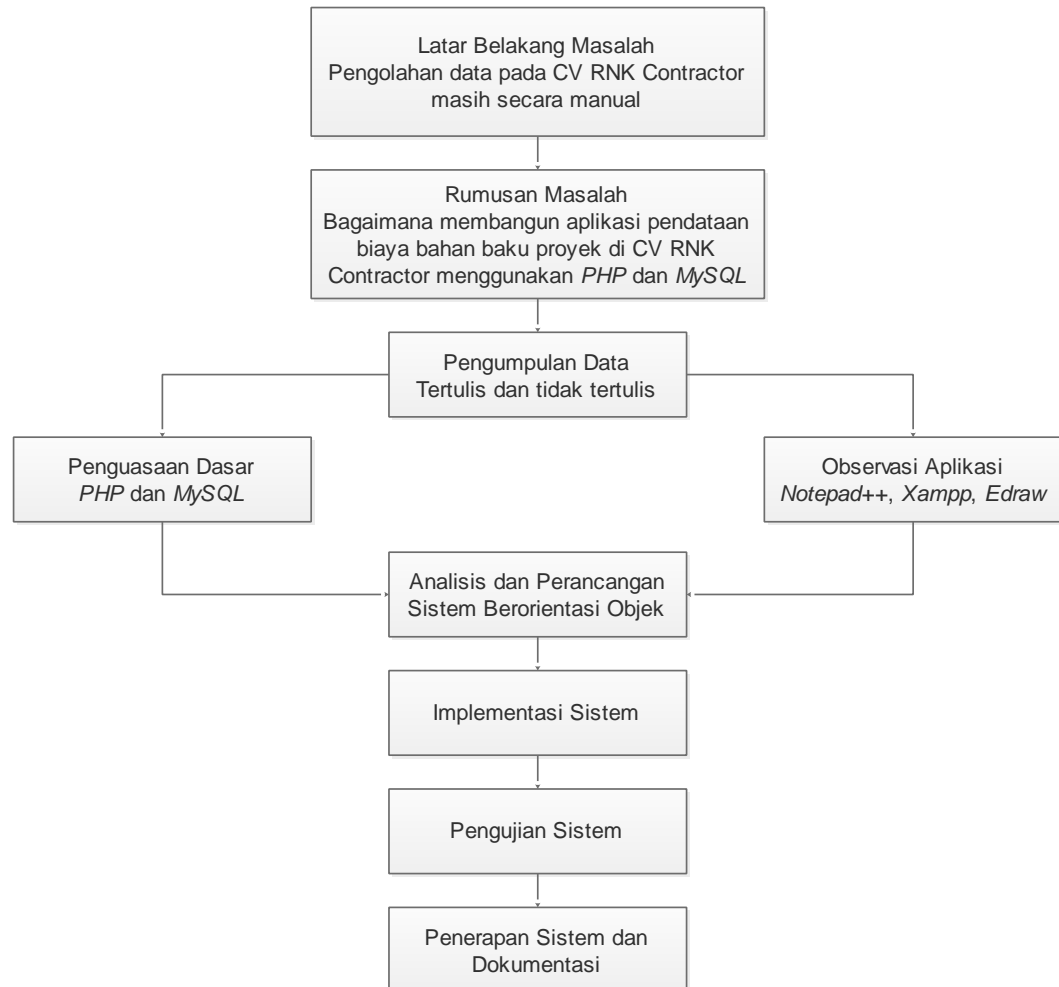 Latar Belakang Masalah
Pengolahan data pada CV RNK Contractor
masih secara manual
Rumusan Masalah
Bagaimana membangun aplikasi pendataan
biaya bahan baku proyek di CV RNK
Contractor menggunakan PHP dan MySQL
Pengumpulan Data
Tertulis dan tidak tertulis
Penguasaan Dasar
PHP dan MySQL
Observasi Aplikasi
Notepad++, Xampp, Edraw
Analisis dan Perancangan
Sistem Berorientasi Objek
Implementasi Sistem
Pengujian Sistem
Penerapan Sistem dan
Dokumentasi